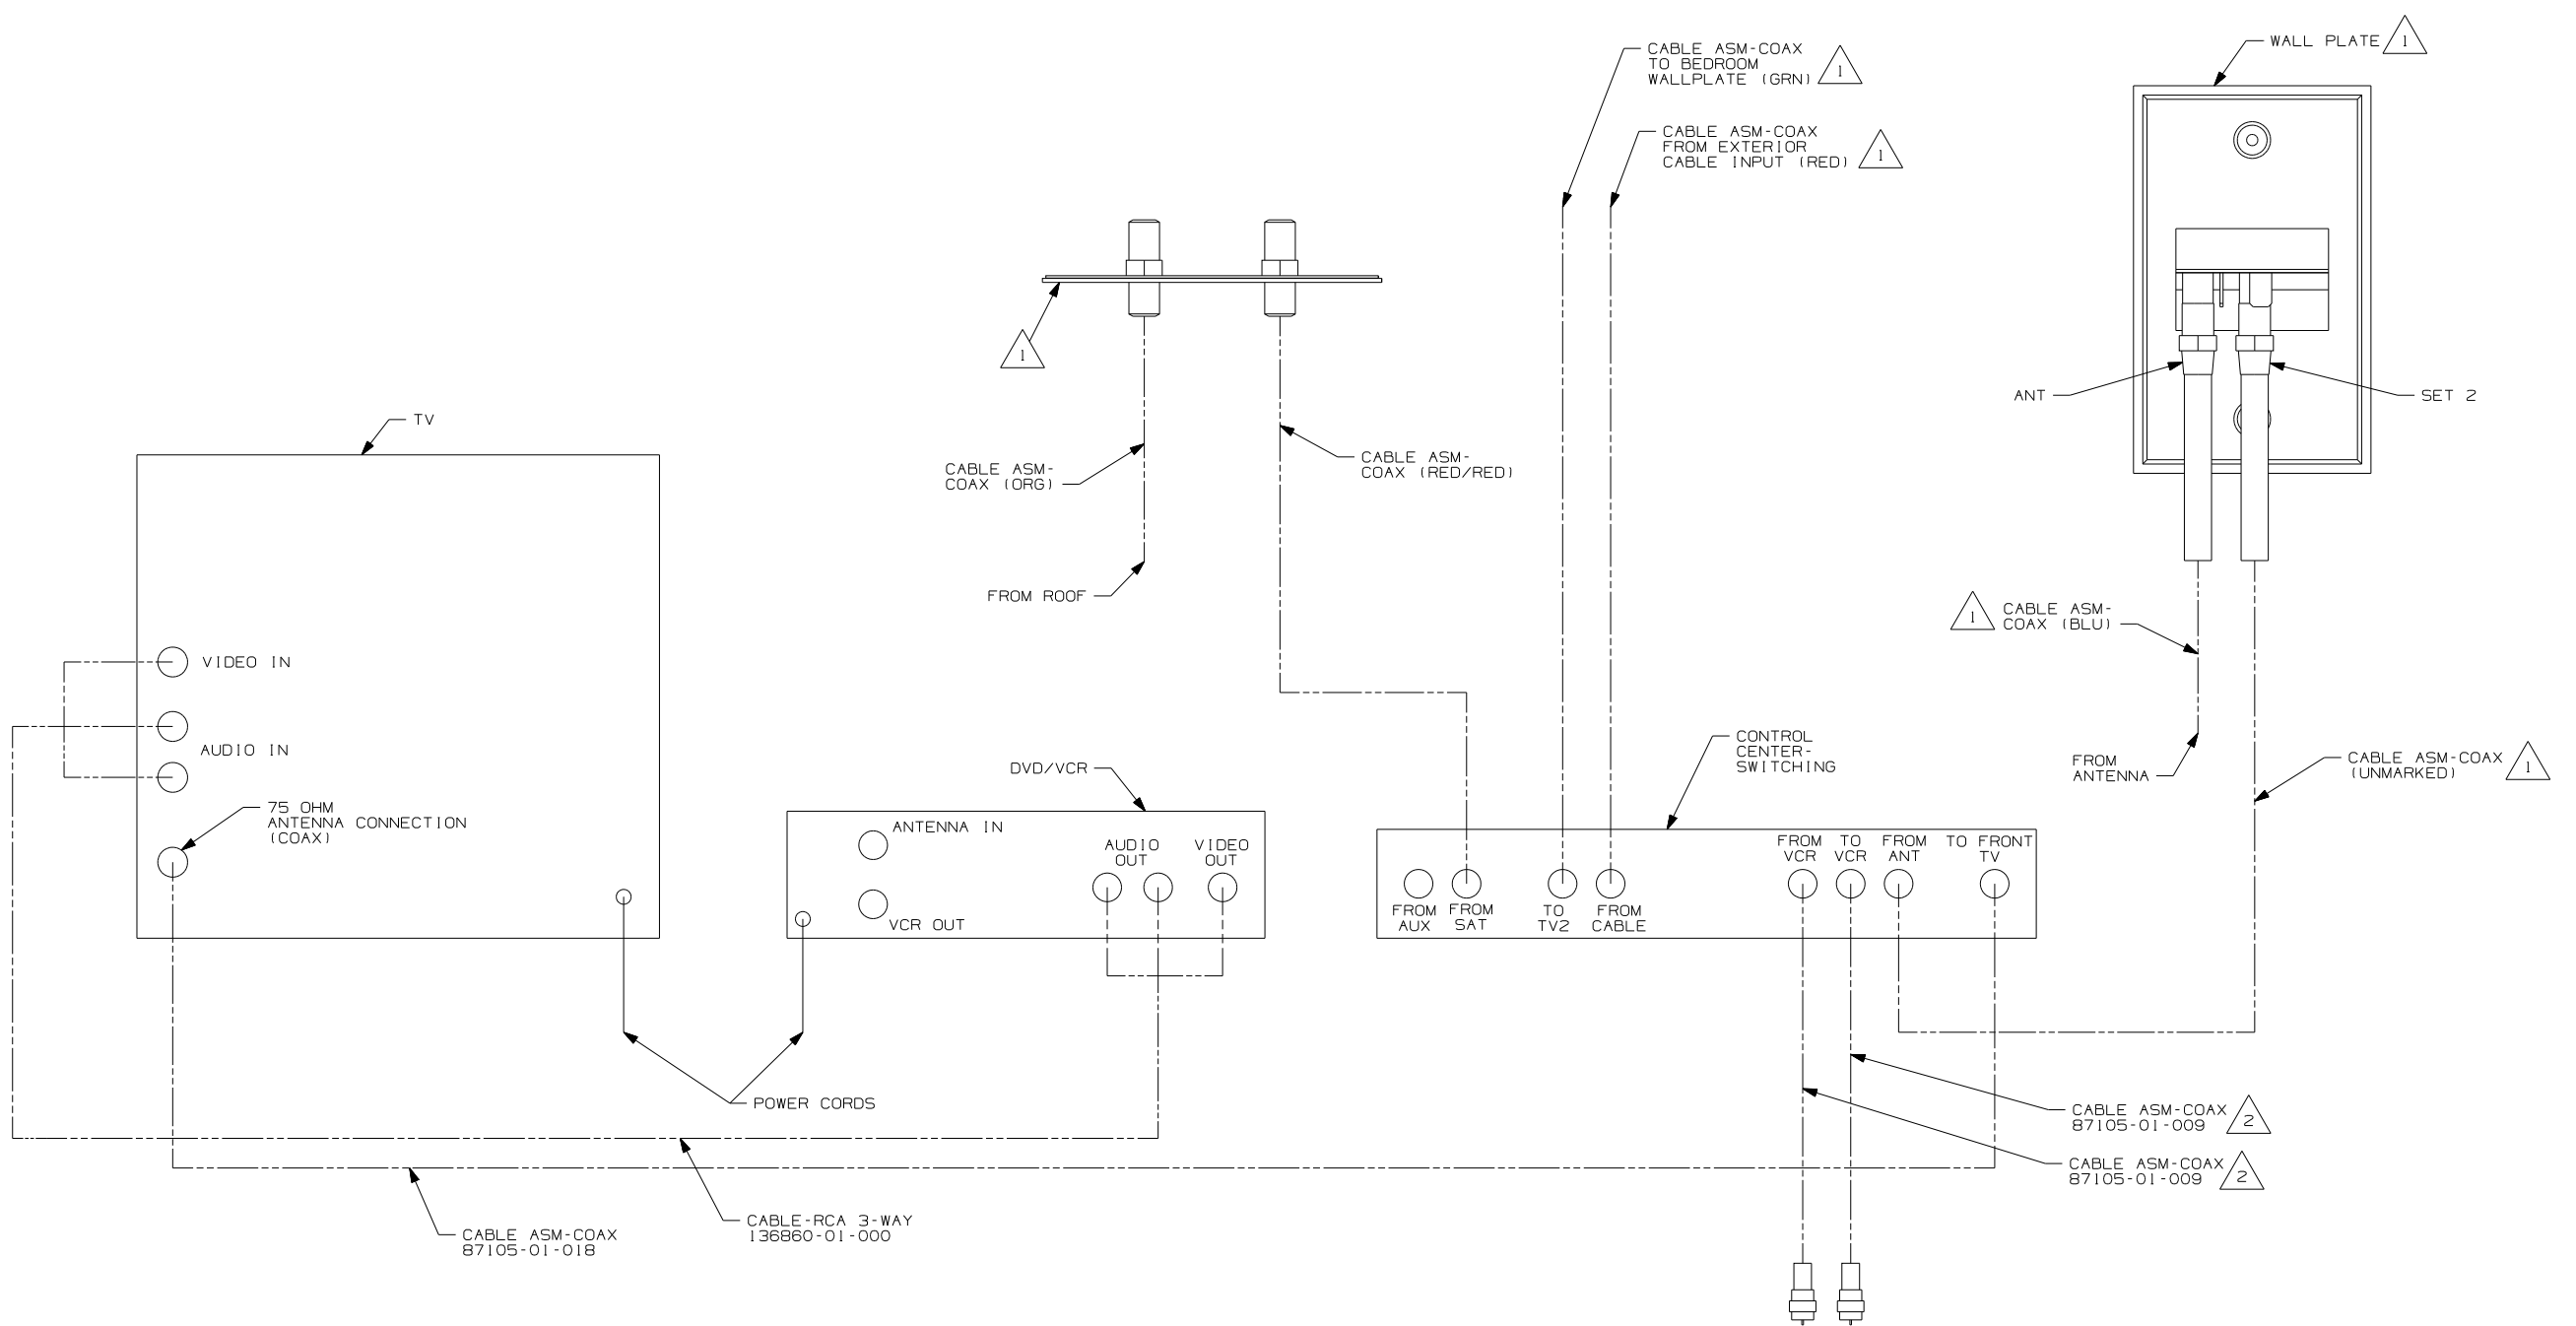 CABLE ASM-COAX
TO BEDROOM
WALLPLATE (GRN)
1
WALL PLATE
1
CABLE ASM-COAX
FROM EXTERIOR
CABLE INPUT (RED)
1
1
ANT
SET 2
TV
CABLE ASM-
COAX (ORG)
CABLE ASM-
COAX (RED/RED)
FROM ROOF
1
CABLE ASM-
COAX (BLU)
VIDEO IN
AUDIO IN
75 OHM
ANTENNA CONNECTION
(COAX)
DVD/VCR
CONTROL
CENTER-
SWITCHING
FROM
ANTENNA
CABLE ASM-COAX
(UNMARKED)
1
ANTENNA IN
VCR OUT
AUDIO
OUT
VIDEO
OUT
FROM
AUX
FROM
SAT
TO
TV2
FROM
CABLE
FROM
VCR
TO
VCR
FROM
ANT
TO FRONT
TV
POWER CORDS
CABLE ASM-COAX
87105-01-009
2
CABLE ASM-COAX
87105-01-009
2
CABLE ASM-COAX
87105-01-018
CABLE-RCA 3-WAY
136860-01-000